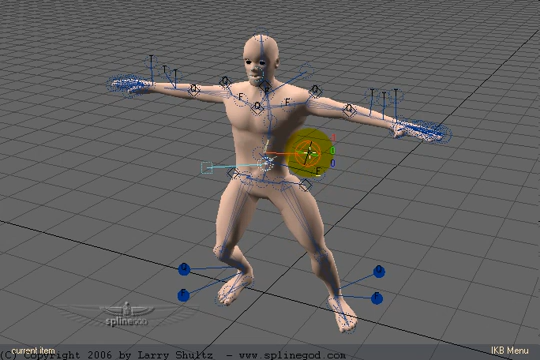 splinegod
current item
IKB Menu
(C) Copyright 2006 by Larry Shultz - www.splinegod.com